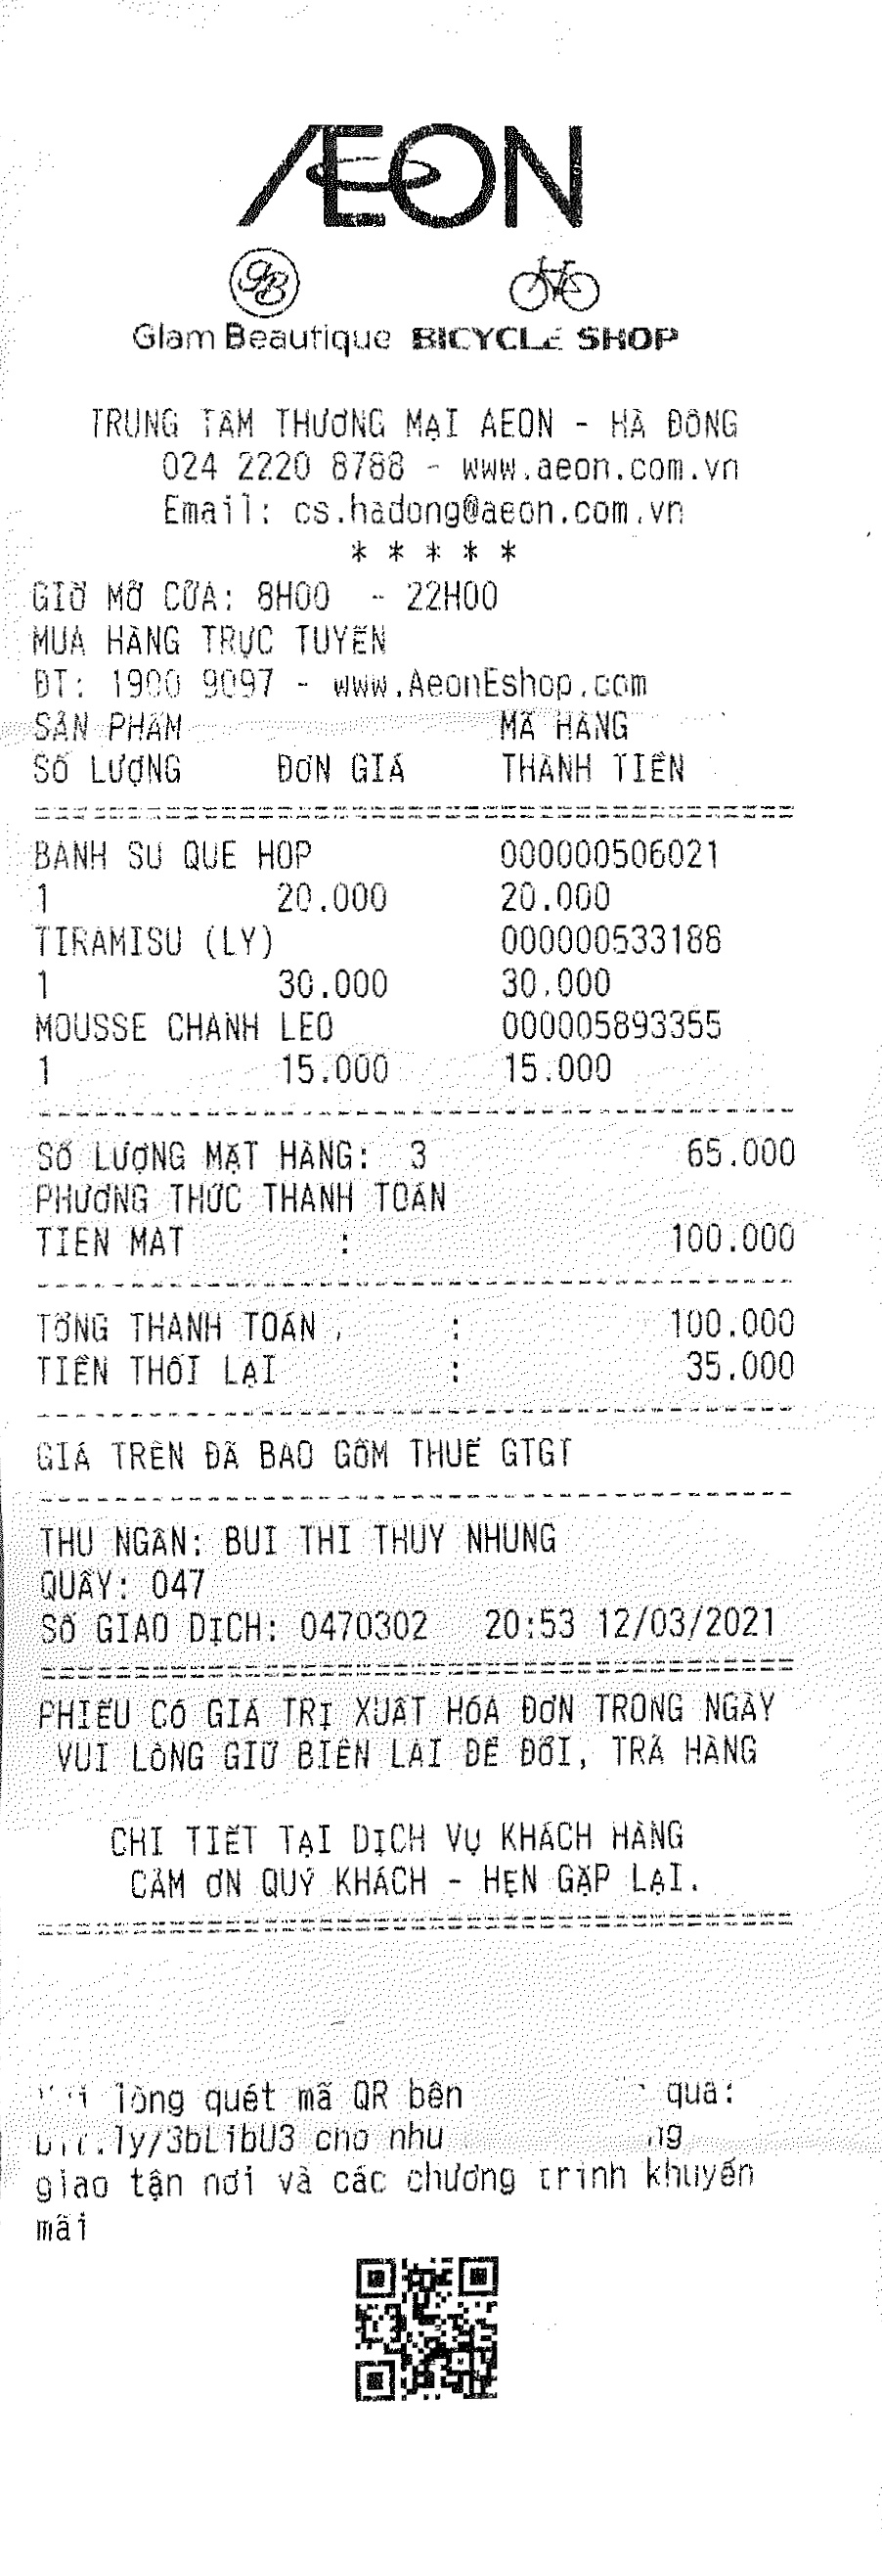 AEON
GB
Glam Beautique BICYCLE SHOP
TRUNG TÂM THƯƠNG MẠI AEON - HÀ ĐÔNG
024 2220 8788 - www.aeon.com.vn
Email: cs.hadong@aeon.com.vn
* * * * *
GIỜ MỞ CỬA: 8H00 - 22H00
MUA HÀNG TRỰC TUYẾN
ĐT: 1900 9097 - www.AeonEshop.com
SẢN PHẨM MÃ HÀNG
SỐ LƯỢNG ĐƠN GIÁ THÀNH TIỀN
BANH SU QUE HOP 000000506021
1 20.000 20.000
TIRAMISU (LY) 000000533186
1 30.000 30.000
MOUSSE CHANH LEO 000005893355
1 15.000 15.000
SỐ LƯỢNG MẶT HÀNG: 3 65.000
PHƯƠNG THỨC THANH TOÁN
TIEN MAT : 100.000
TỔNG THANH TOÁN : 100.000
TIỀN THỐI LẠI : 35.000
GIÁ TRÊN ĐÃ BAO GỒM THUẾ GTGT
THU NGÂN: BUI THI THUY NHUNG
QUẦY: 047
SỐ GIAO DỊCH: 0470302 20:53 12/03/2021
PHIẾU CÓ GIÁ TRỊ XUẤT HÓA ĐƠN TRONG NGÀY
VUI LÒNG GIỮ BIÊN LAI ĐỂ ĐỔI, TRẢ HÀNG
CHI TIẾT TẠI DỊCH VỤ KHÁCH HÀNG
CẢM ƠN QUÝ KHÁCH - HẸN GẶP LẠI.
lòng quét mã QR bên qua:
bit.ly/3bLibU3 cho nhu
giao tận nơi và các chương trình khuyến
mãi